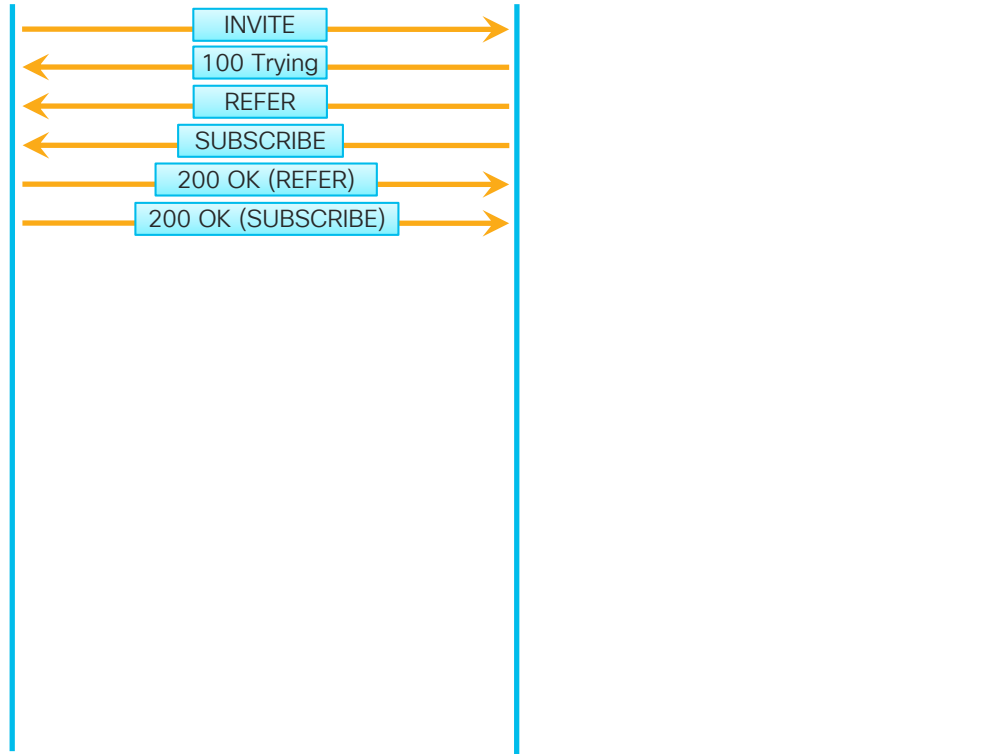 INVITE
100 Trying
REFER
SUBSCRIBE
200 OK (REFER)
200 OK (SUBSCRIBE)